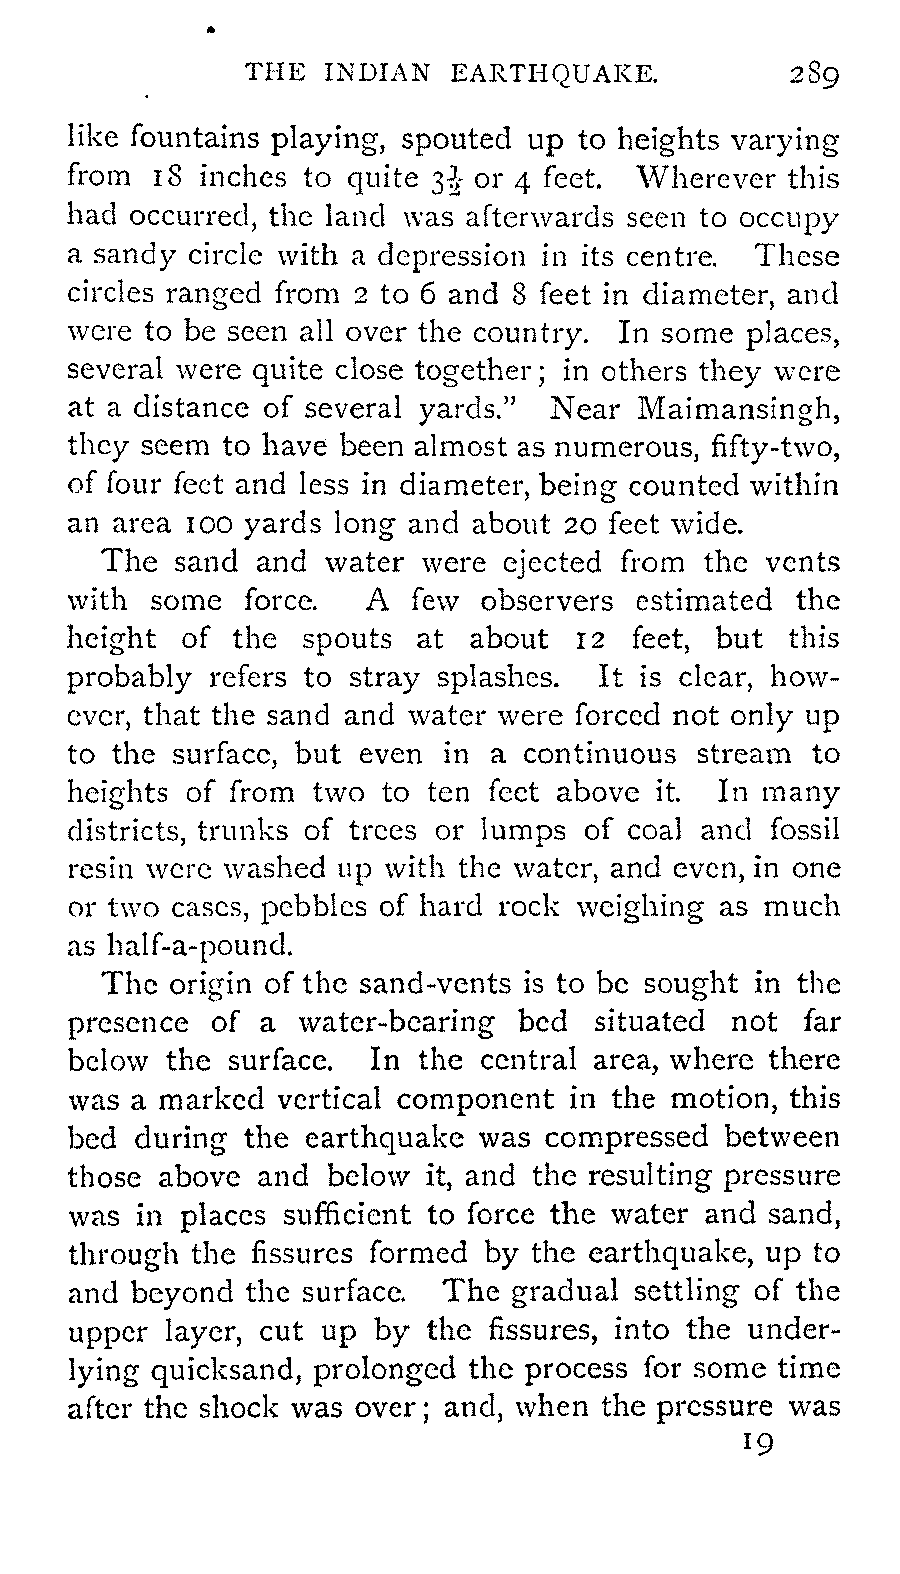 THE INDIAN EARTHQUAKE. 289
like fountains playing, spouted up to heights varying
from 18 inches to quite 3½ or 4 feet. Wherever this
had occurred, the land was afterwards seen to occupy
a sandy circle with a depression in its centre. These
circles ranged from 2 to 6 and 8 feet in diameter, and
were to be seen all over the country. In some places,
several were quite close together; in others they were
at a distance of several yards.” Near Maimansingh,
they seem to have been almost as numerous, fifty-two,
of four feet and less in diameter, being counted within
an area 100 yards long and about 20 feet wide.
The sand and water were ejected from the vents
with some force. A few observers estimated the
height of the spouts at about 12 feet, but this
probably refers to stray splashes. It is clear, how-
ever, that the sand and water were forced not only up
to the surface, but even in a continuous stream to
heights of from two to ten feet above it. In many
districts, trunks of trees or lumps of coal and fossil
resin were washed up with the water, and even, in one
or two cases, pebbles of hard rock weighing as much
as half-a-pound.
The origin of the sand-vents is to be sought in the
presence of a water-bearing bed situated not far
below the surface. In the central area, where there
was a marked vertical component in the motion, this
bed during the earthquake was compressed between
those above and below it, and the resulting pressure
was in places sufficient to force the water and sand,
through the fissures formed by the earthquake, up to
and beyond the surface. The gradual settling of the
upper layer, cut up by the fissures, into the under-
lying quicksand, prolonged the process for some time
after the shock was over; and, when the pressure was
19